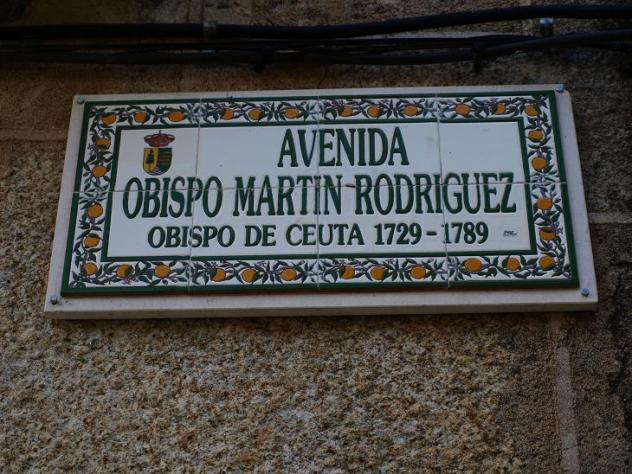 AVENIDA
OBISPO MARTIN RODRIGUEZ
OBISPO DE CEUTA 1729-1789